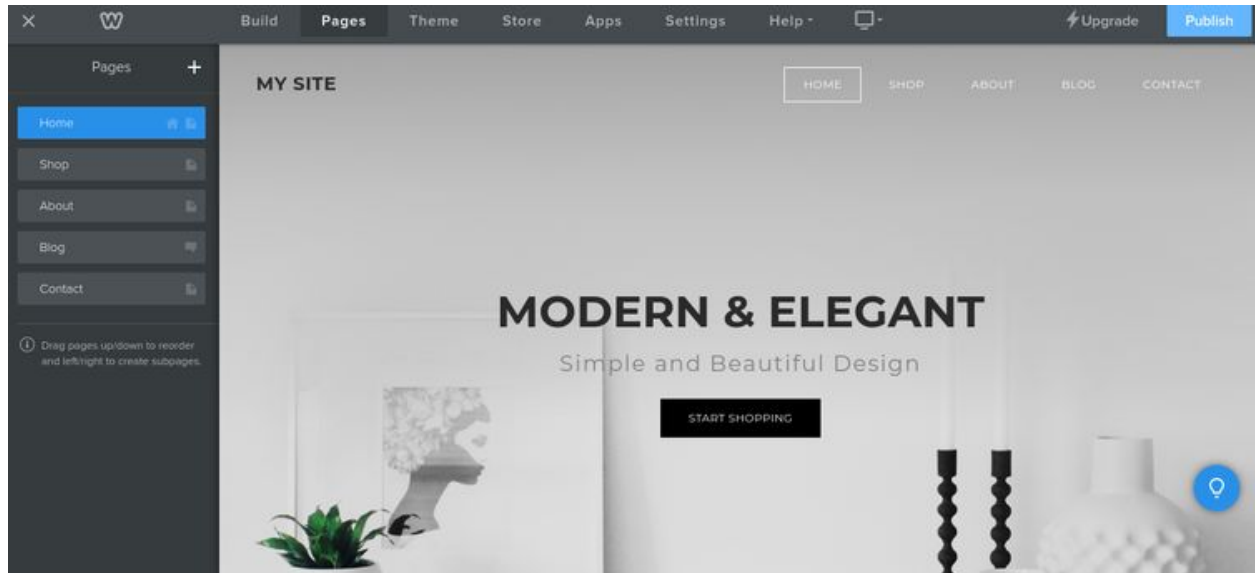 Build Pages Theme Store Apps Settings Help Upgrade Publish
Pages
Home
Shop
About
Blog
Contact
Drag pages up/down to reorder
and left/right to create subpages.
MY SITE
HOME SHOP ABOUT BLOG CONTACT
MODERN & ELEGANT
Simple and Beautiful Design
START SHOPPING